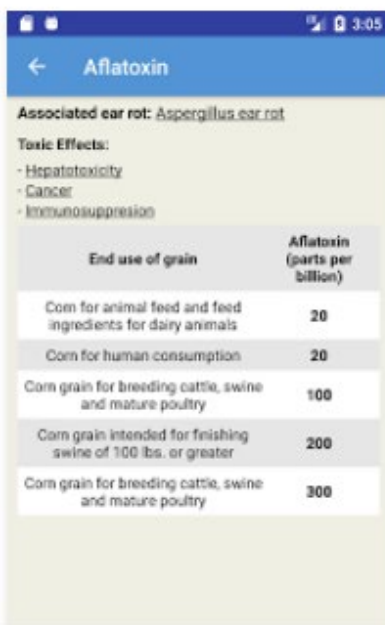 3:05
Aflatoxin
Associated ear rot: Aspergillus ear rot
Toxic Effects:
- Hepatotoxicity
- Cancer
- Immunosuppresion
End use of grain
Aflatoxin
(parts per
billion)
Corn for animal feed and feed
ingredients for dairy animals
20
Corn for human consumption
20
Corn grain for breeding cattle, swine
and mature poultry
100
Corn grain intended for finishing
swine of 100 lbs. or greater
200
Corn grain for breeding cattle, swine
and mature poultry
300